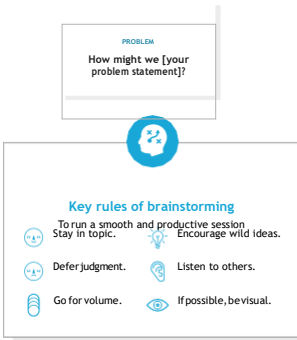 PROBLEM
How might we [your
problem statement]?
Key rules of brainstorming
To run a smooth and productive session
Stay in topic.
Encourage wild ideas.
Defer judgment.
Listen to others.
Go for volume.
If possible, be visual.